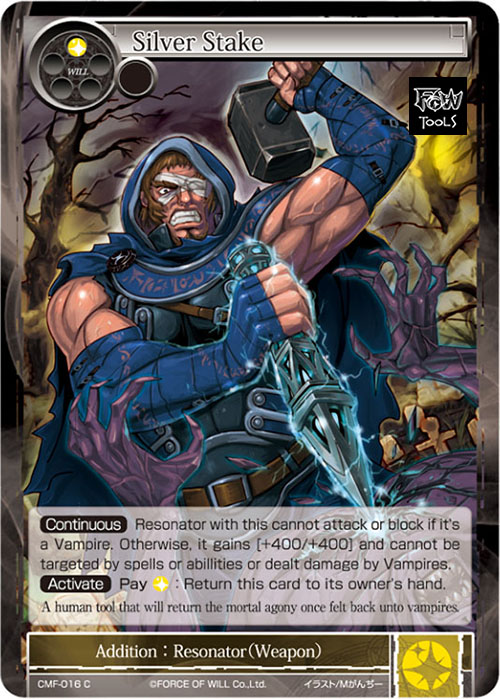 Silver Stake
WILL
FOW
TOOLS
Continuous Resonator with this cannot attack or block if it's
a Vampire. Otherwise, it gains [+400/+400] and cannot be
targeted by spells or abillities or dealt damage by Vampires.
Activate Pay : Return this card to its owner's hand.
A human tool that will return the mortal agony once felt back unto vampires.
Addition : Resonator(Weapon)
CMF-016 C ©FORCE OF WILL Co.,Ltd. イラスト/Mがんぢー